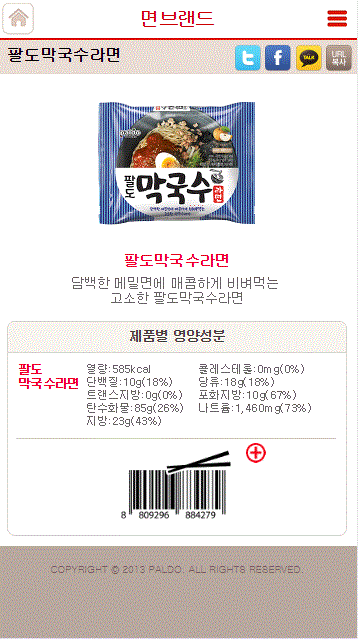 면브랜드
팔도막국수라면
TALK
URL
복사
팔도
막국수
라면
팔도막국수라면
담백한 메밀면에 매콤하게 비벼먹는
고소한 팔도막국수라면
제품별 영양성분
팔도
막국수라면
열량:585kcal
단백질:10g(18%)
트랜스지방:0g(0%)
탄수화물:85g(26%)
지방:23g(43%)
콜레스테롤:0mg(0%)
당류:18g(18%)
포화지방:10g(67%)
나트륨:1,460mg(73%)
8 809296 884279
COPYRIGHT © 2013 PALDO. ALL RIGHTS RESERVED.